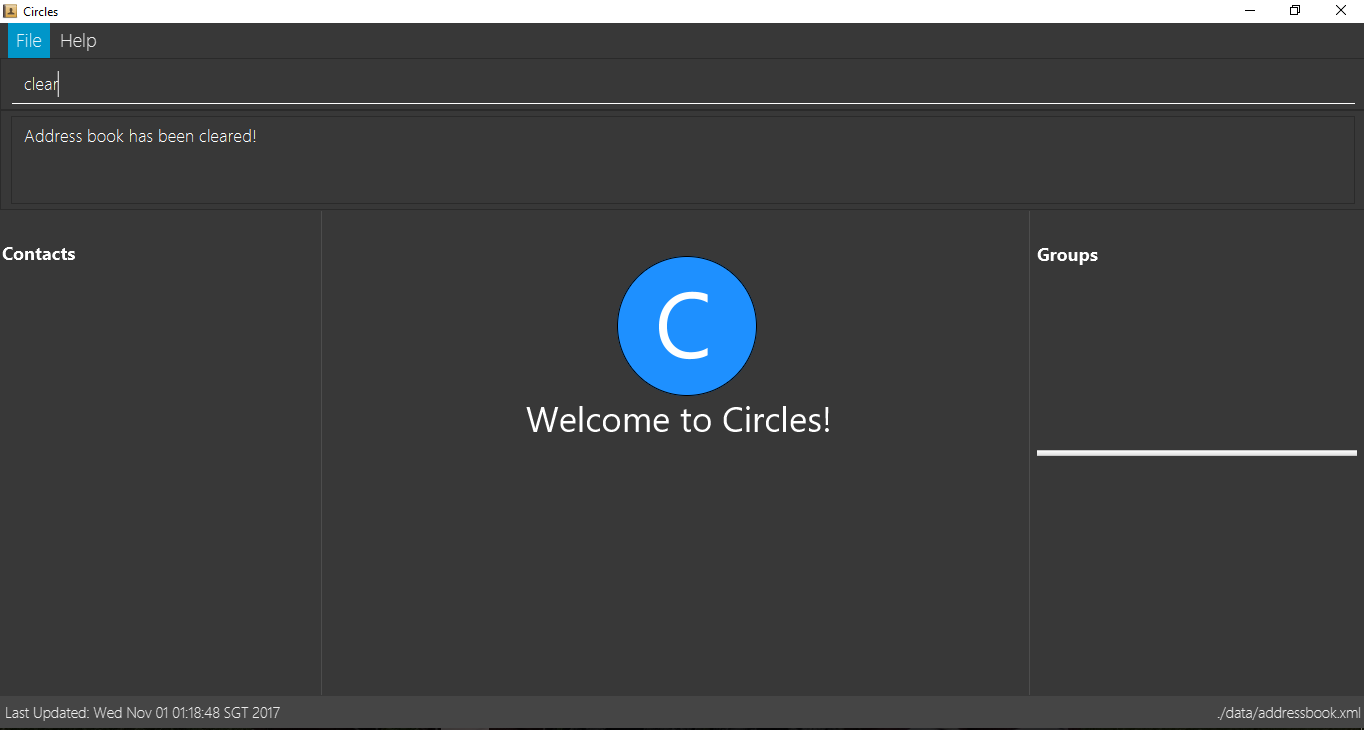 Circles
File Help
clear
Address book has been cleared!
Contacts
C
Welcome to Circles!
Groups
Last Updated: Wed Nov 01 01:18:48 SGT 2017
./data/addressbook.xml